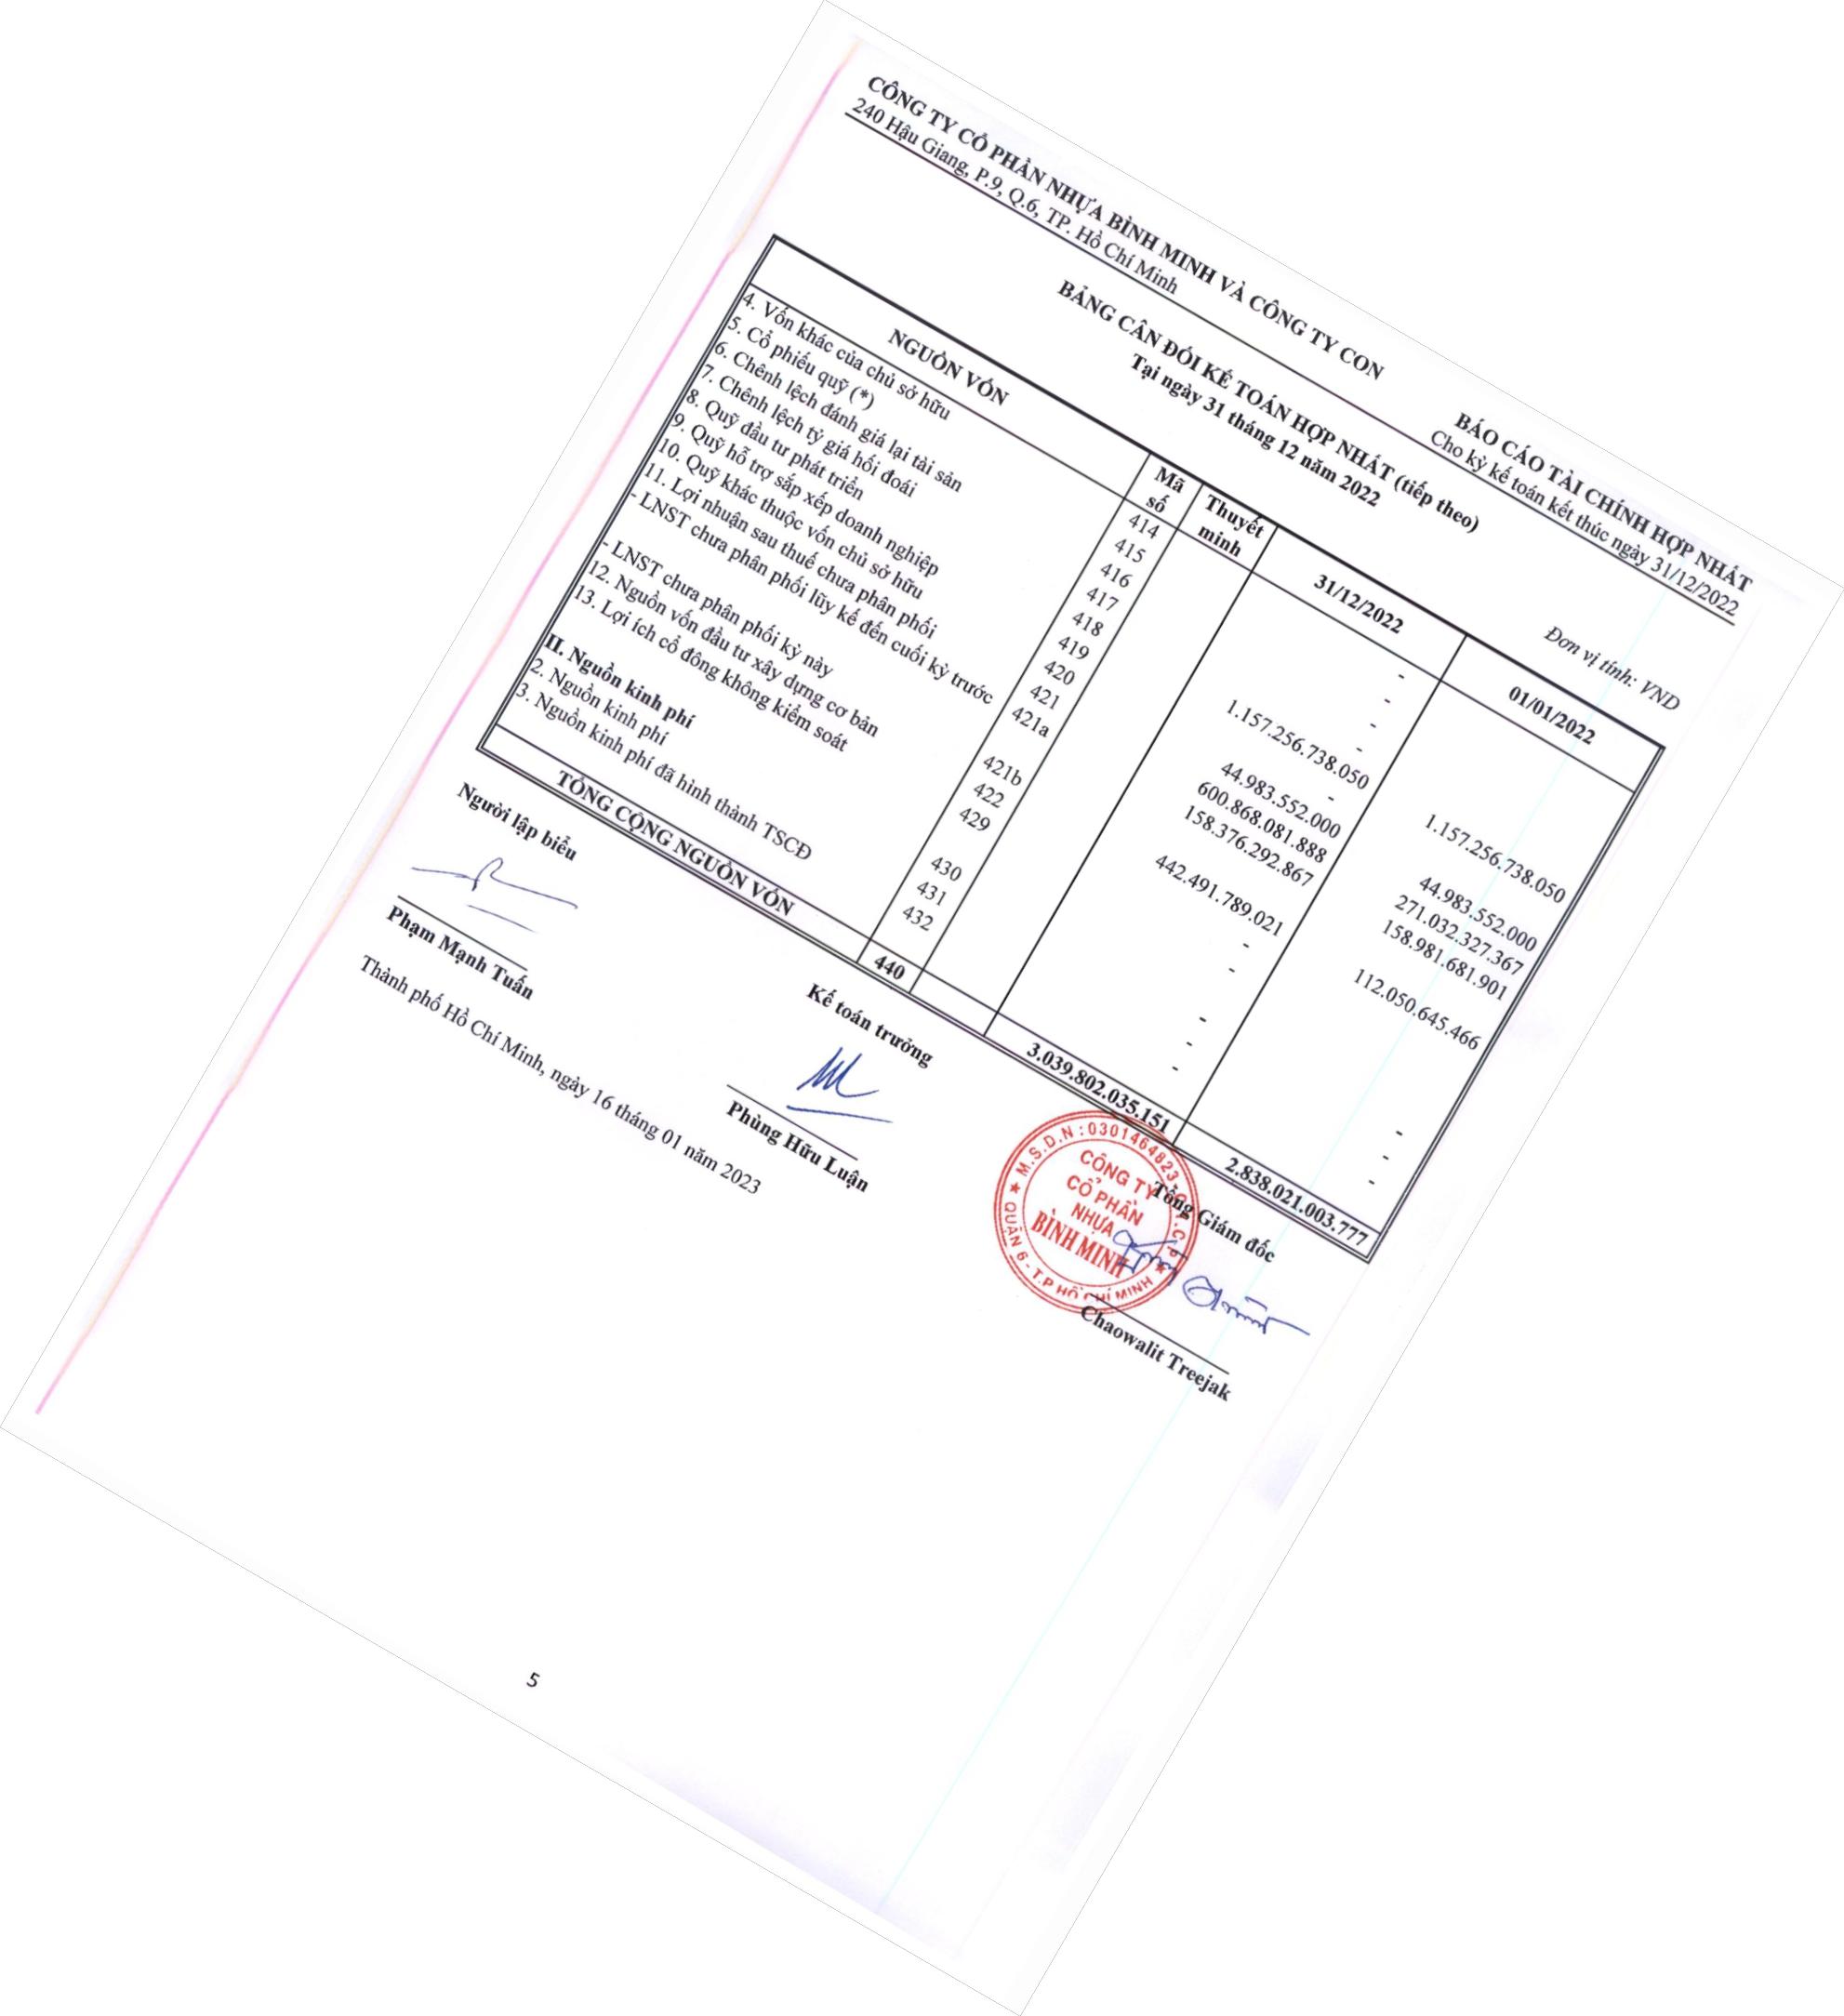 CÔNG TY CỔ PHẦN NHỰA BÌNH MINH VÀ CÔNG TY CON BÁO CÁO TÀI CHÍNH HỢP NHẤT
240 Hậu Giang, P.9, Q.6, TP. Hồ Chí Minh Cho kỳ kế toán kết thúc ngày 31/12/2022
BẢNG CÂN ĐỐI KẾ TOÁN HỢP NHẤT (tiếp theo)
Tại ngày 31 tháng 12 năm 2022
Đơn vị tính: VND
NGUỒN VỐN Mã số Thuyết minh 31/12/2022 01/01/2022
4. Vốn khác của chủ sở hữu 414 -
5. Cổ phiếu quỹ (*) 415 -
6. Chênh lệch đánh giá lại tài sản 416 -
7. Chênh lệch tỷ giá hối đoái 417 -
8. Quỹ đầu tư phát triển 418 1.157.256.738.050 1.157.256.738.050
9. Quỹ hỗ trợ sắp xếp doanh nghiệp 419 -
10. Quỹ khác thuộc vốn chủ sở hữu 420 44.983.552.000 44.983.552.000
11. Lợi nhuận sau thuế chưa phân phối 421 600.868.081.888 271.032.327.367
- LNST chưa phân phối lũy kế đến cuối kỳ trước 421a 158.376.292.867 158.981.681.901
- LNST chưa phân phối kỳ này 421b 442.491.789.021 112.050.645.466
12. Nguồn vốn đầu tư xây dựng cơ bản 422 -
13. Lợi ích cổ đông không kiểm soát 429 -
II. Nguồn kinh phí 430 - -
2. Nguồn kinh phí 431 - -
3. Nguồn kinh phí đã hình thành TSCĐ 432 - -
TỔNG CỘNG NGUỒN VỐN 440 3.039.802.035.151 2.838.021.003.777
Người lập biểu Kế toán trưởng Tổng Giám đốc
M.S.D.N : 0301464823
CÔNG TY
CỔ PHẦN
NHỰA
BÌNH MINH
QUẬN 6 - T.P HỒ CHÍ MINH
Phạm Mạnh Tuấn Phùng Hữu Luận Chaowalit Treejak
Thành phố Hồ Chí Minh, ngày 16 tháng 01 năm 2023
5